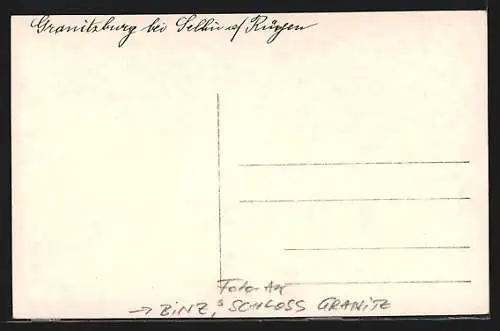 Granitzburg bei Sellin a/ Rügen
Foto-AK
→ BINZ, SCHLOSS GRANITZ